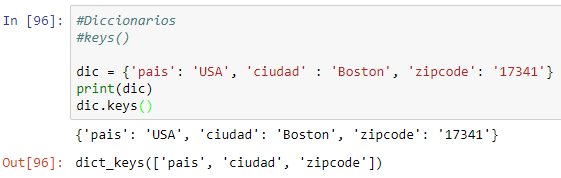 In [96]: #Diccionarios
#keys()
dic = {'pais': 'USA', 'ciudad' : 'Boston', 'zipcode': '17341'}
print(dic)
dic.keys()
{'pais': 'USA', 'ciudad': 'Boston', 'zipcode': '17341'}
Out[96]: dict_keys(['pais', 'ciudad', 'zipcode'])